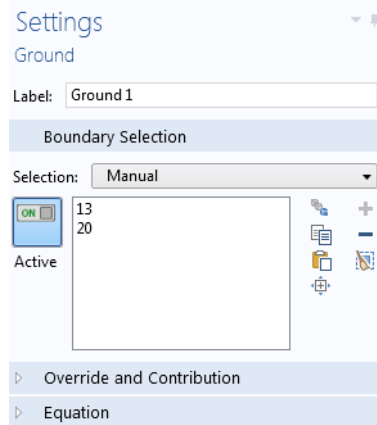 Settings
Ground
Label: Ground 1
Boundary Selection
Selection: Manual
ON
13
20
Active
Override and Contribution
Equation